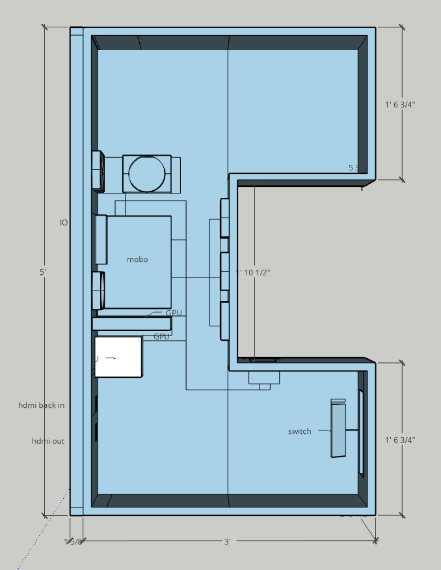 1' 6 3/4"
IO
mobo
5'
1' 10 1/2"
GPU
GPU
hdmi back in
hdmi out
switch
1' 6 3/4"
3'